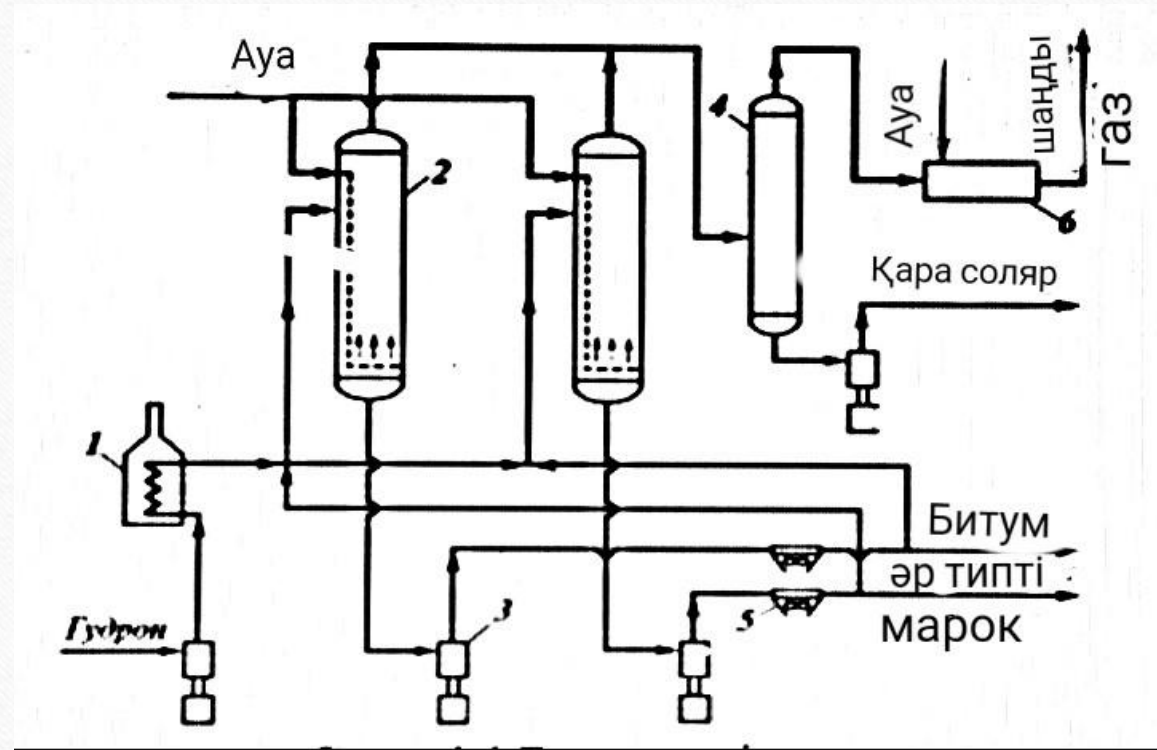 Ауа
4
Ауа
шаңды
газ
2
6
Қара соляр
1
Битум
әр типті
5
марок
3
Гудрон